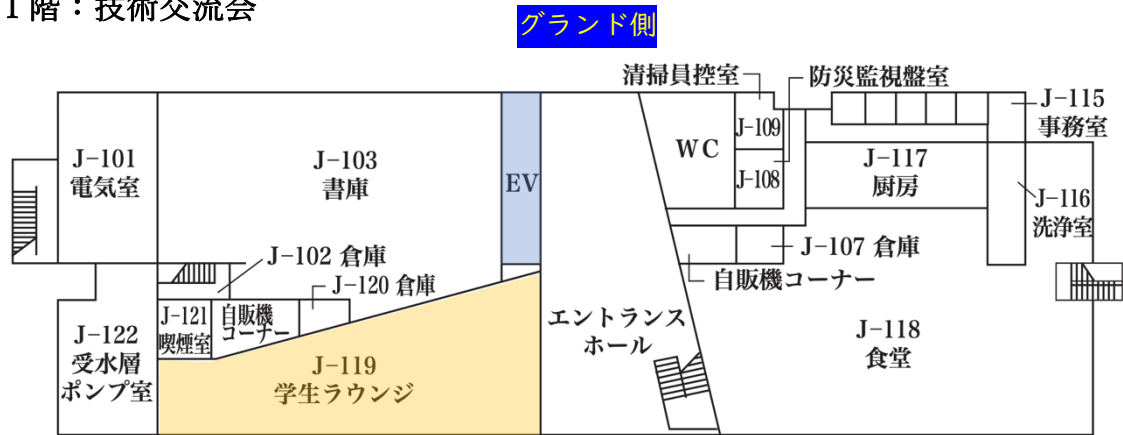 1階：技術交流会
グランド側
清掃員控室
防災監視盤室
J-115
事務室
J-101
電気室
J-103
書庫
EV
WC
J-109
J-108
J-117
厨房
J-116
洗浄室
J-102 倉庫
J-107 倉庫
自販機コーナー
J-120 倉庫
J-121
喫煙室
自販機
コーナー
J-122
受水層
ポンプ室
J-119
学生ラウンジ
エントランス
ホール
J-118
食堂